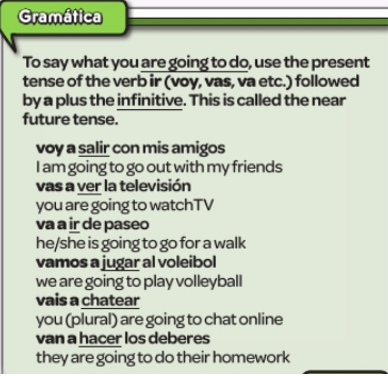 Gramática
To say what you are going to do, use the present
tense of the verb ir (voy, vas, va etc.) followed
by a plus the infinitive. This is called the near
future tense.
voy a salir con mis amigos
I am going to go out with my friends
vas a ver la televisión
you are going to watch TV
va a ir de paseo
he/she is going to go for a walk
vamos a jugar al voleibol
we are going to play volleyball
vais a chatear
you (plural) are going to chat online
van a hacer los deberes
they are going to do their homework